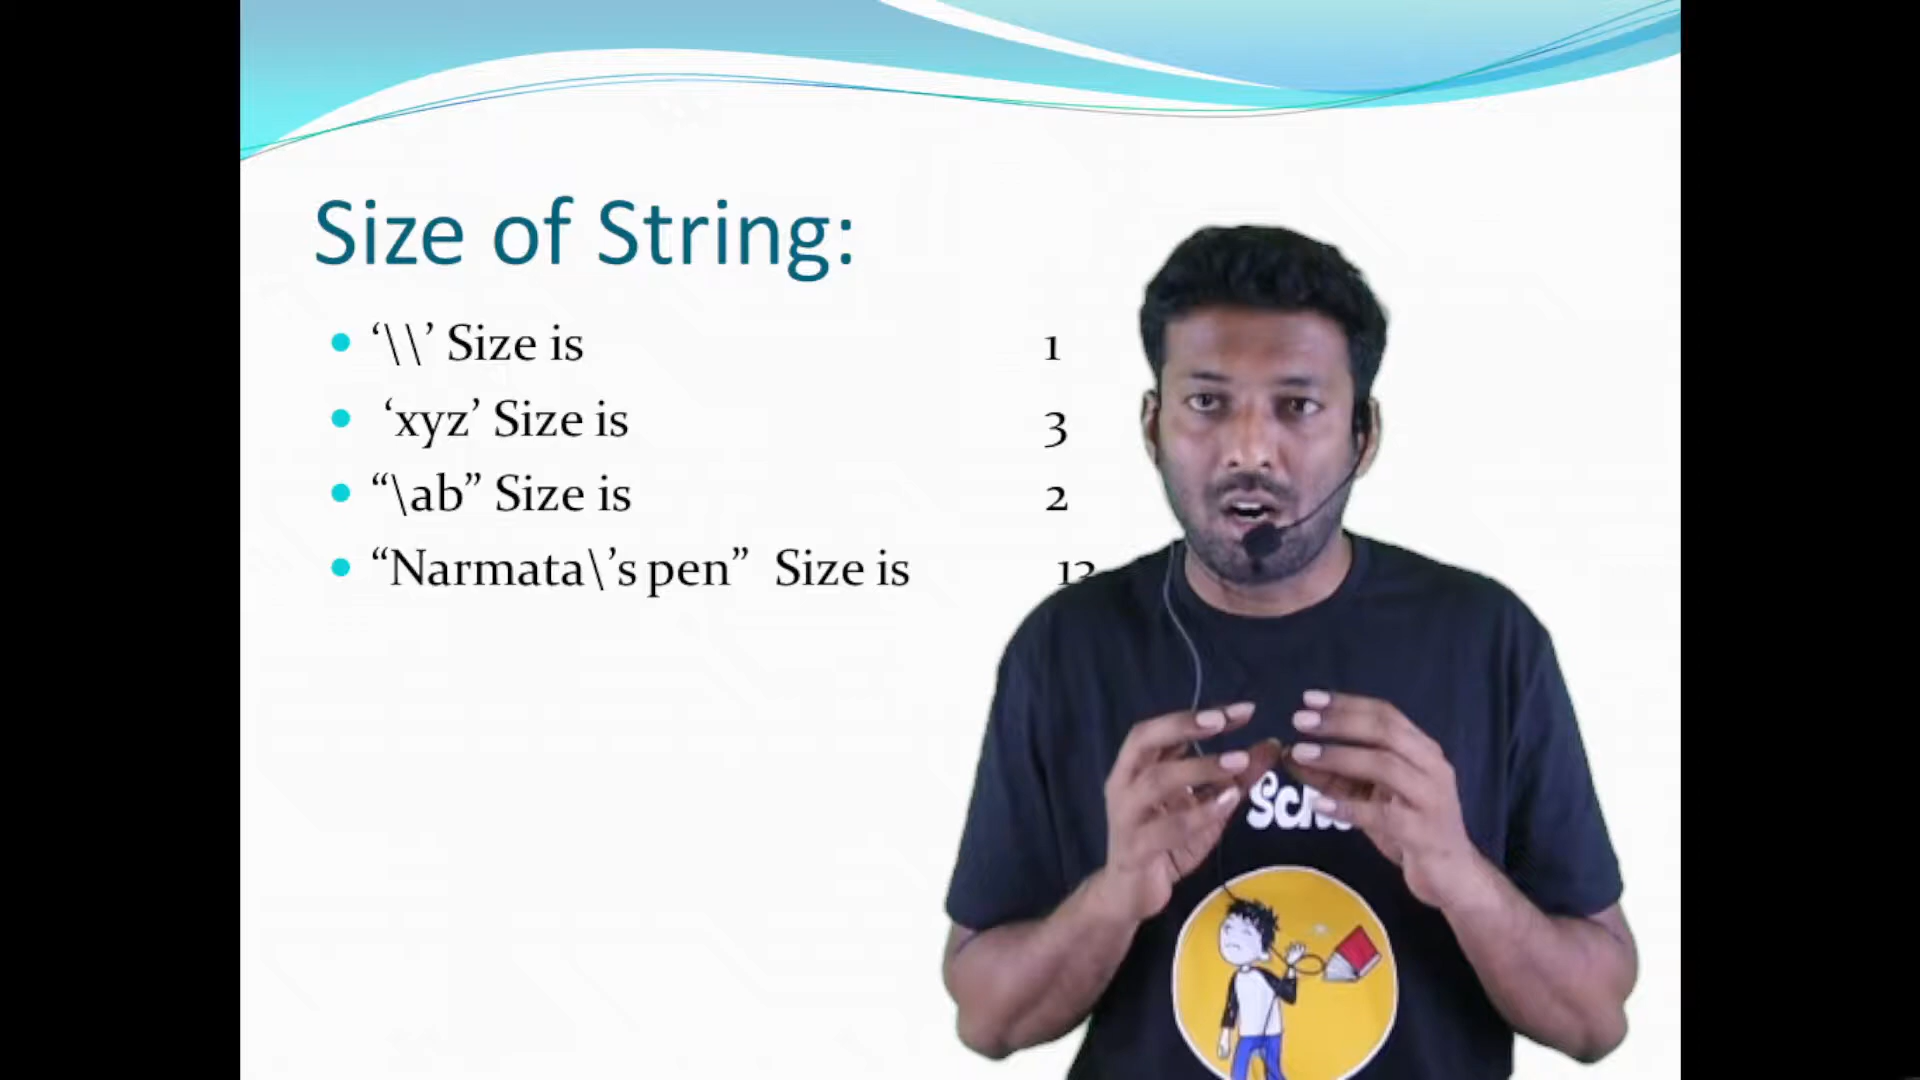 Size of String:
‘\\’ Size is 1
‘xyz’ Size is 3
“\ab” Size is 2
“Narmata\’s pen” Size is